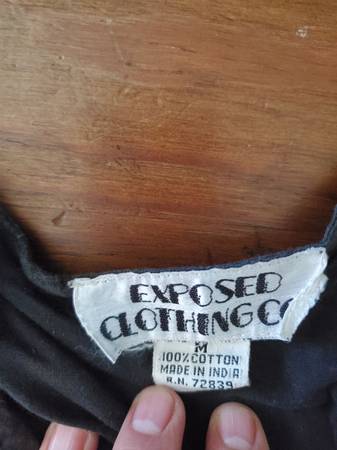 EXPOSED
CLOTHING CO
M
100% COTTON
MADE IN INDIA
R.N. 72839